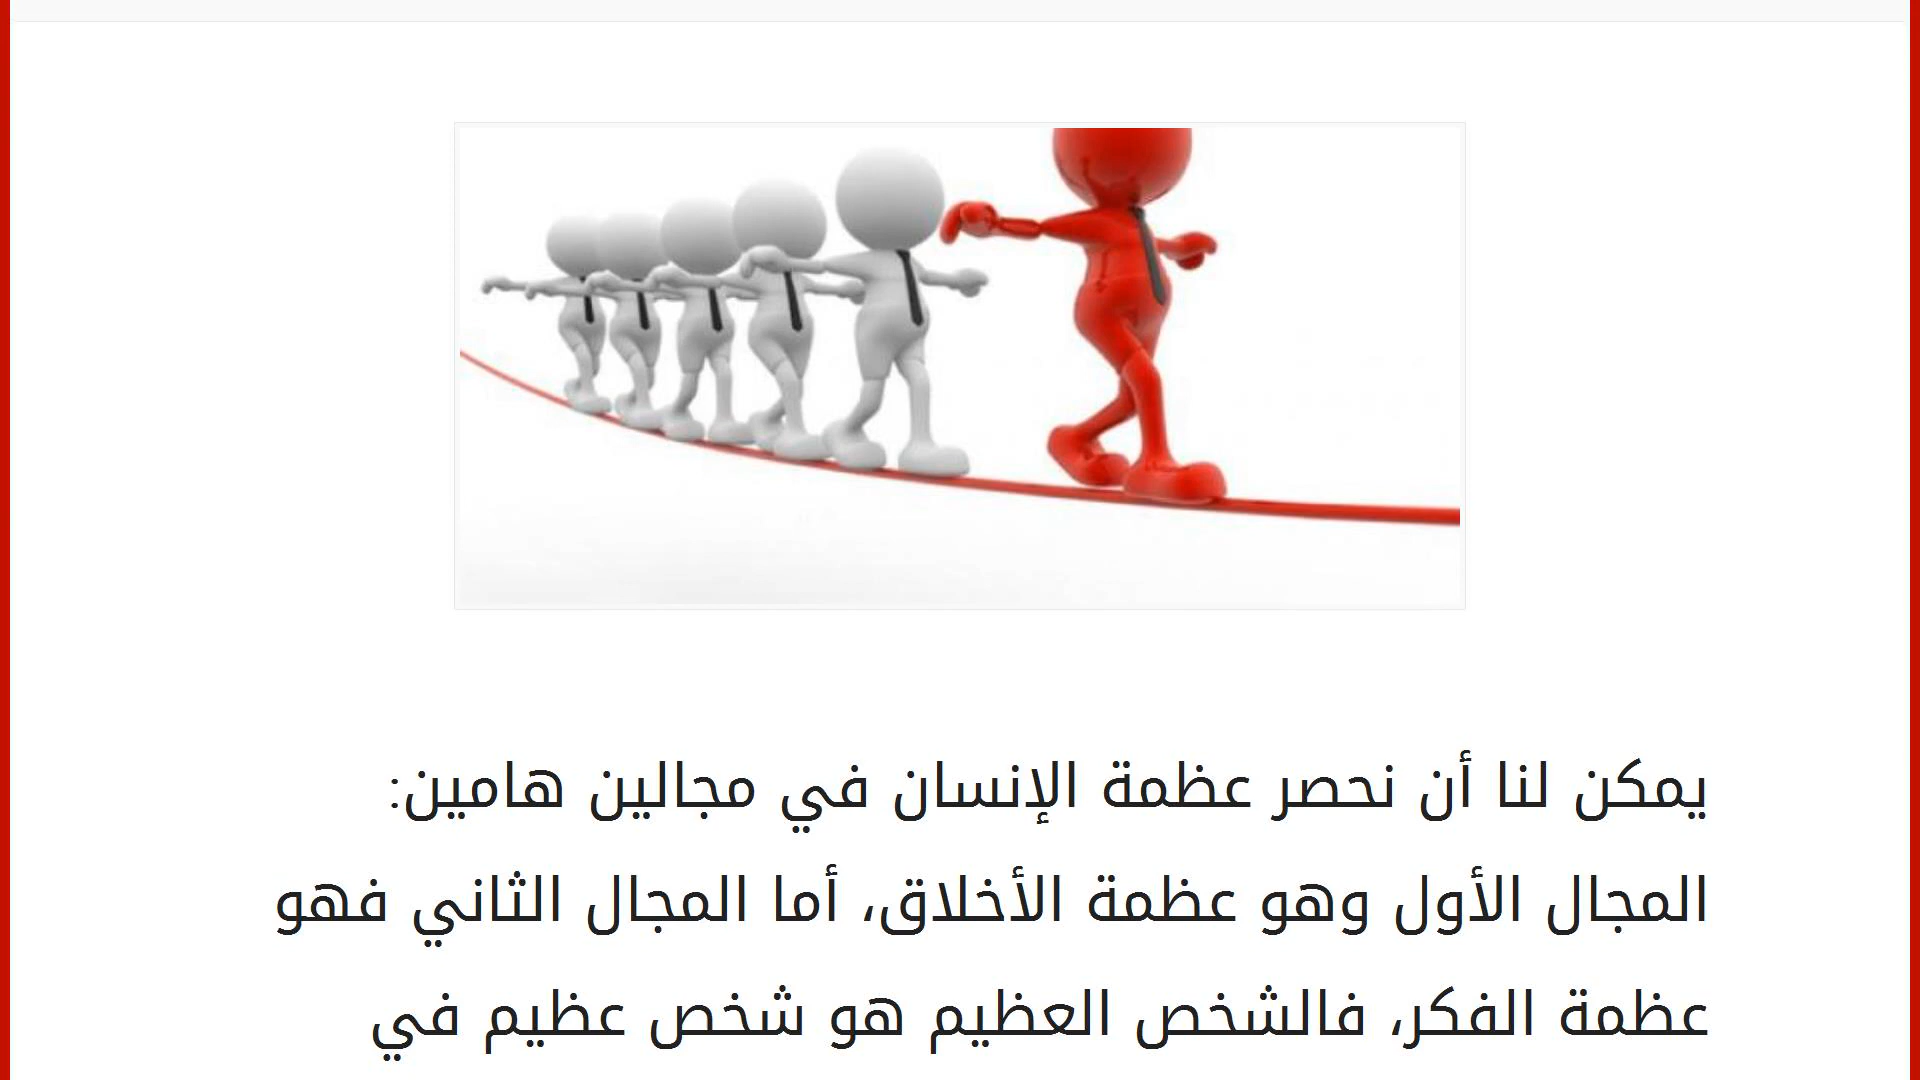 يمكن لنا أن نحصر عظمة الإنسان في مجالين هامين:
المجال الأول وهو عظمة الأخلاق، أما المجال الثاني فهو
عظمة الفكر، فالشخص العظيم هو شخص عظيم في